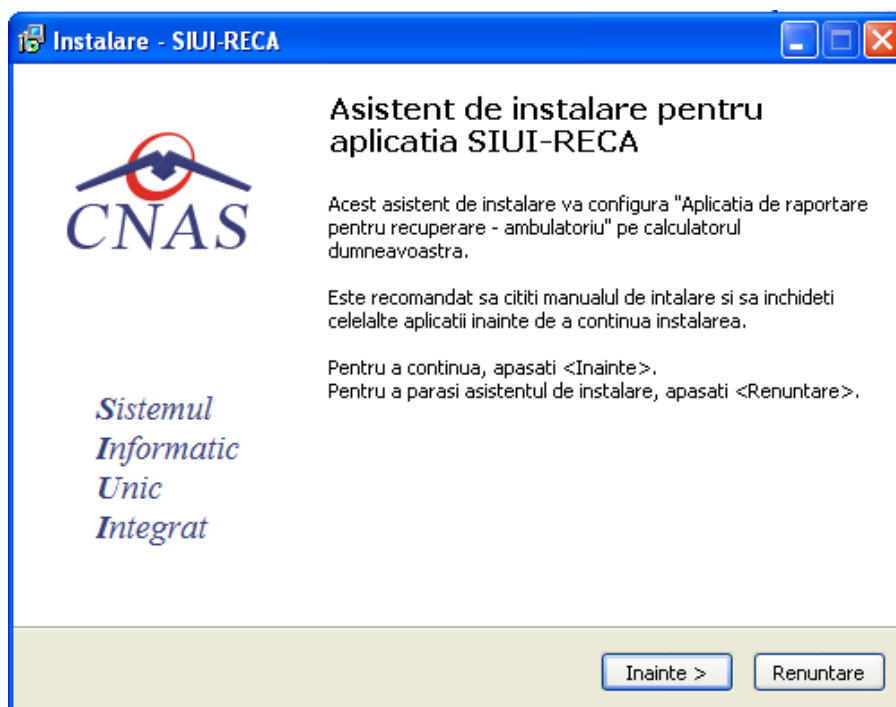 Instalare - SIUI-RECA
Asistent de instalare pentru
aplicatia SIUI-RECA
CNAS
Acest asistent de instalare va configura "Aplicatia de raportare
pentru recuperare - ambulatoriu" pe calculatorul
dumneavoastra.
Este recomandat sa cititi manualul de intalare si sa inchideti
celelalte aplicatii inainte de a continua instalarea.
Pentru a continua, apasati <Inainte>.
Pentru a parasi asistentul de instalare, apasati <Renuntare>.
Sistemul
Informatic
Unic
Integrat
Inainte >
Renuntare